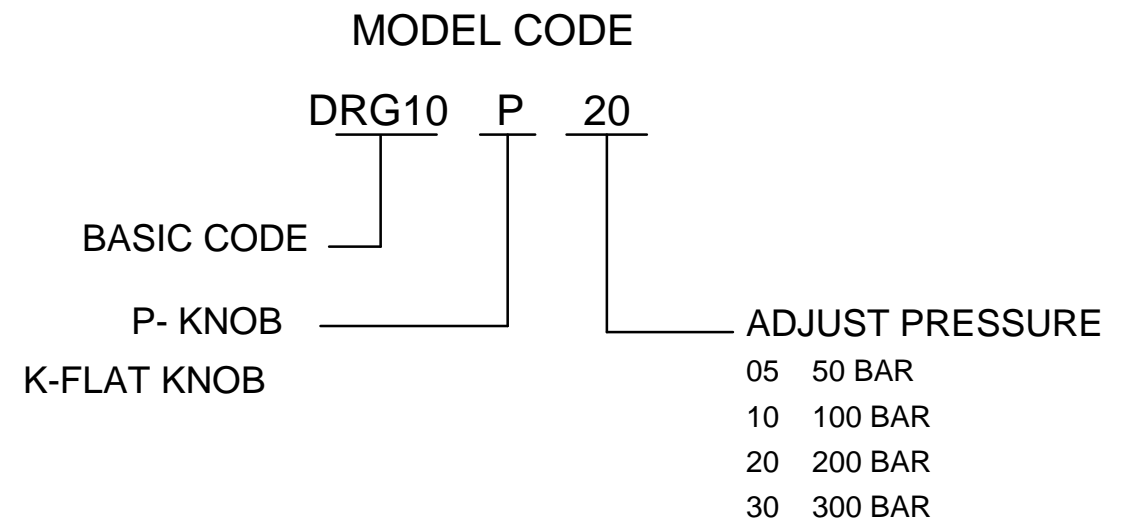 MODEL CODE
DRG10 P 20
BASIC CODE
P- KNOB
K-FLAT KNOB
ADJUST PRESSURE
05 50 BAR
10 100 BAR
20 200 BAR
30 300 BAR